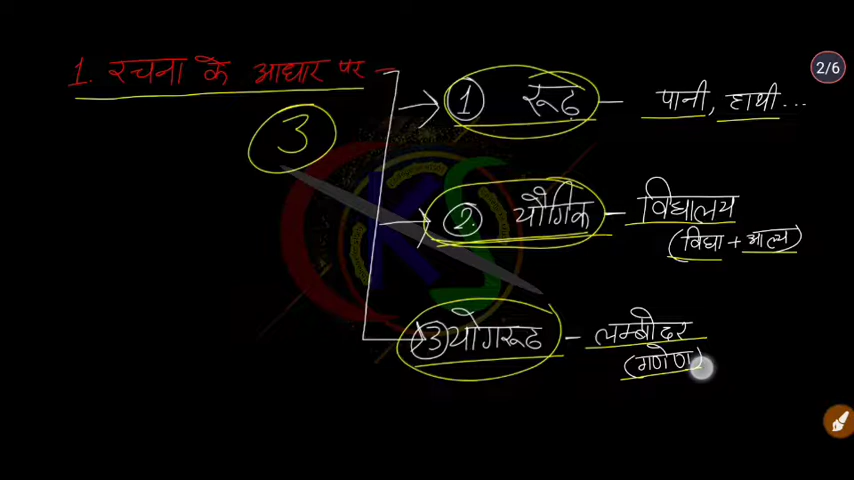 1. रचना के आधार पर
3
1 रूढ़ - पानी, हाथी...
2. यौगिक - विद्यालय
(विद्या + आलय)
3 योगरूढ़ - लम्बोदर
(गणेश)
2/6